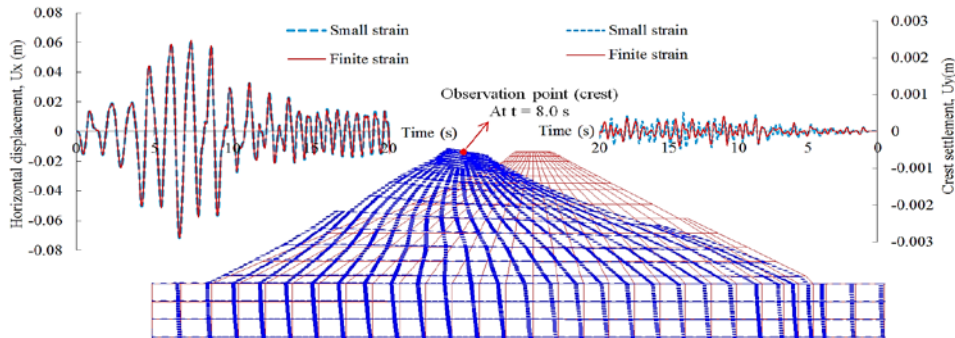 0.08
0.06
0.04
0.02
0
-0.02
-0.04
-0.06
-0.08
Horizontal displacement, Ux (m)
0
5
10
15
20
Time (s)
Small strain
Finite strain
Observation point (crest)
At t = 8.0 s
Small strain
Finite strain
Time (s)
20
15
10
5
0
0.003
0.002
0.001
0
-0.001
-0.002
-0.003
Crest settlement, Uy(m)